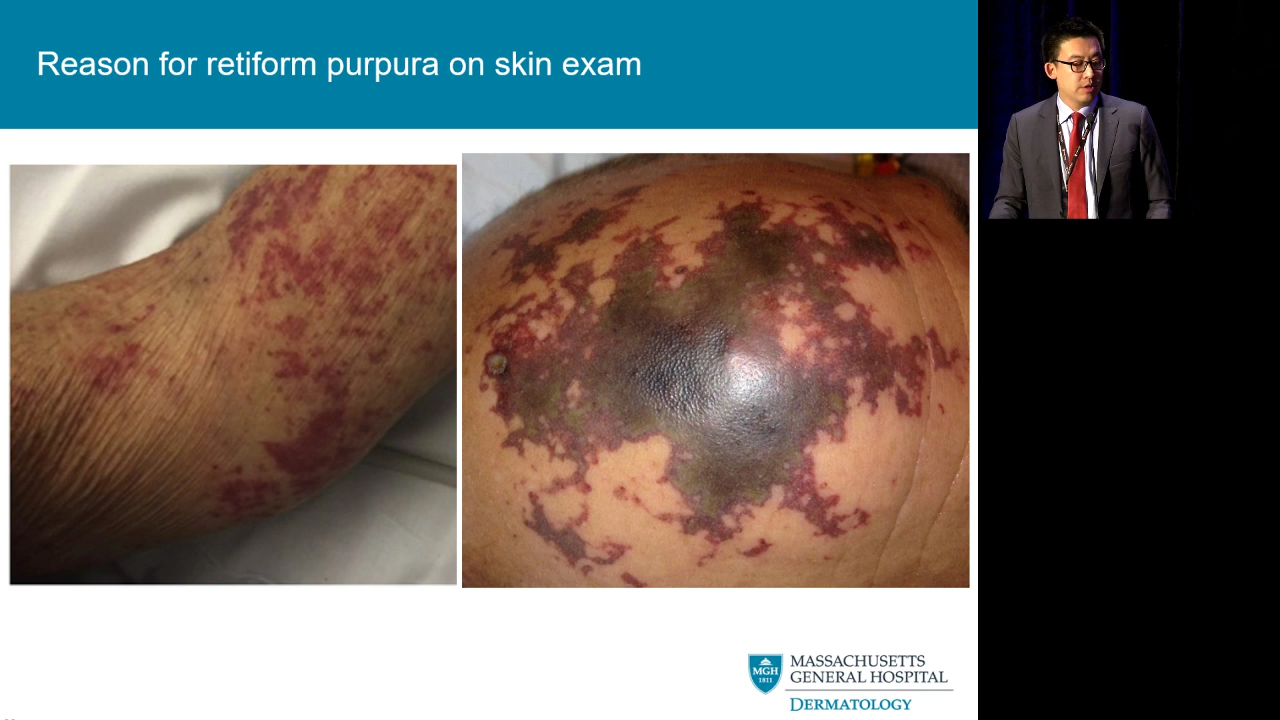 Reason for retiform purpura on skin exam
MGH
1811
MASSACHUSETTS
GENERAL HOSPITAL
DERMATOLOGY